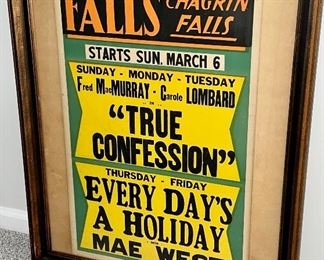 FALLS CHAGRIN
FALLS
STARTS SUN. MARCH 6
SUNDAY - MONDAY - TUESDAY
Fred MacMURRAY - Carole LOMBARD
in
"TRUE
CONFESSION"
THURSDAY - FRIDAY
EVERY DAY'S
A HOLIDAY
MAE WEST